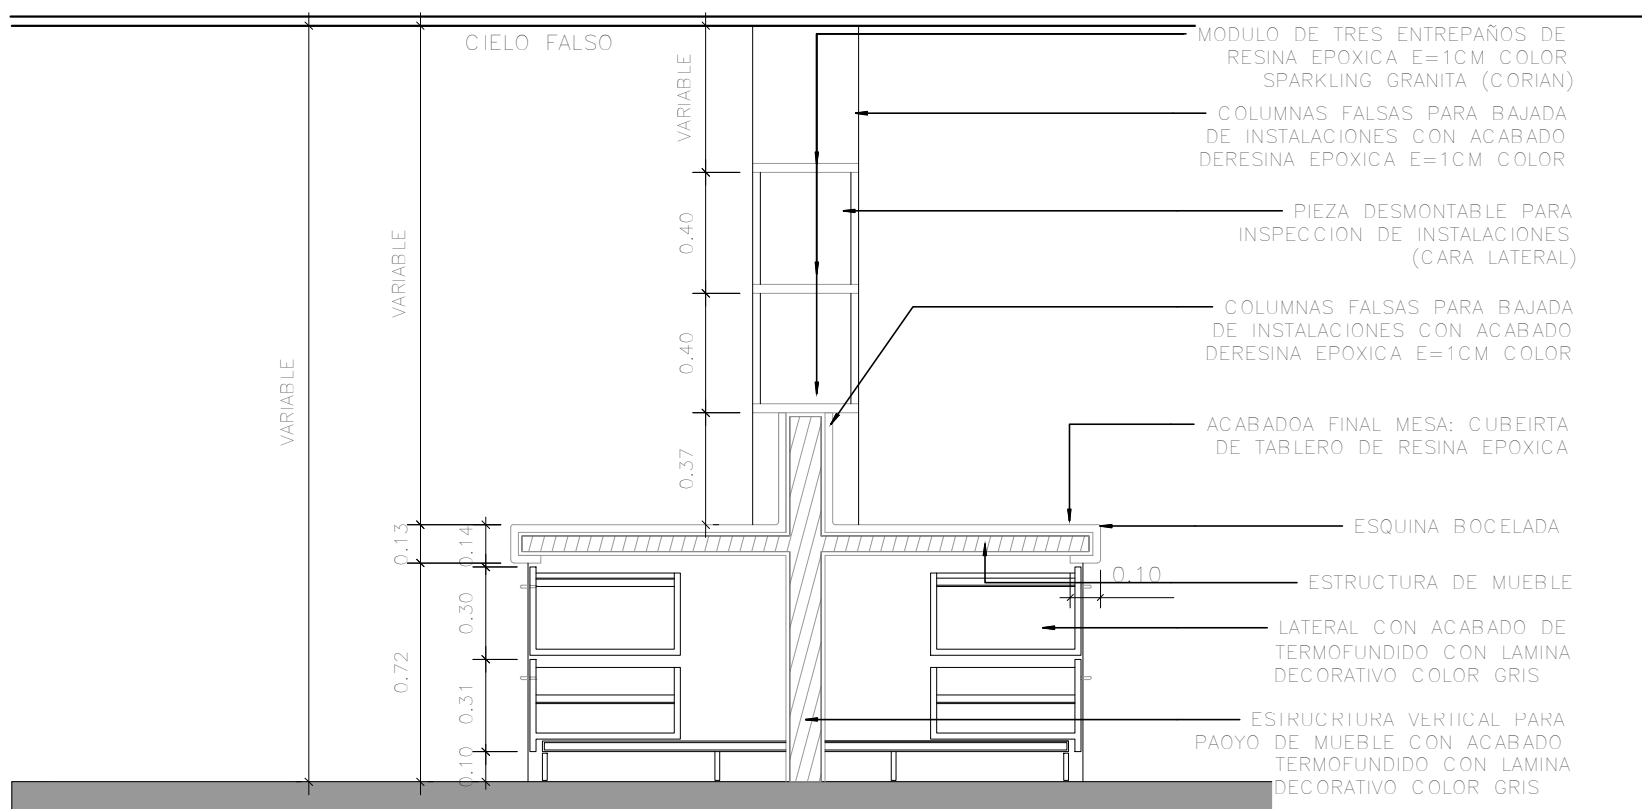 CIELO FALSO
MODULO DE TRES ENTREPAÑOS DE
RESINA EPOXICA E=1CM COLOR
SPARKLING GRANITA (CORIAN)
COLUMNAS FALSAS PARA BAJADA
DE INSTALACIONES CON ACABADO
DERESINA EPOXICA E=1CM COLOR
PIEZA DESMONTABLE PARA
INSPECCION DE INSTALACIONES
(CARA LATERAL)
COLUMNAS FALSAS PARA BAJADA
DE INSTALACIONES CON ACABADO
DERESINA EPOXICA E=1CM COLOR
ACABADOA FINAL MESA: CUBEIRTA
DE TABLERO DE RESINA EPOXICA
ESQUINA BOCELADA
0.10
ESTRUCTURA DE MUEBLE
LATERAL CON ACABADO DE
TERMOFUNDIDO CON LAMINA
DECORATIVO COLOR GRIS
ESTRUCRTURA VERTICAL PARA
PAOYO DE MUEBLE CON ACABADO
TERMOFUNDIDO CON LAMINA
DECORATIVO COLOR GRIS
VARIABLE
VARIABLE
0.13
0.72
0.14
0.30
0.31
0.10
VARIABLE
0.40
0.40
0.37